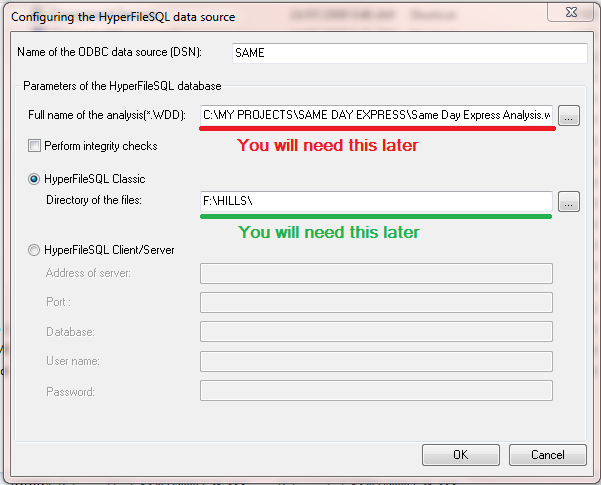 Configuring the HyperFileSQL data source
Name of the ODBC data source (DSN): SAME
Parameters of the HyperFileSQL database
Full name of the analysis(*.WDD): C:\MY PROJECTS\SAME DAY EXPRESS\Same Day Express Analysis.w ...
Perform integrity checks You will need this later
HyperFileSQL Classic
Directory of the files: F:\HILLS\ ...
You will need this later
HyperFileSQL Client/Server
Address of server:
Port :
Database:
User name:
Password:
OK Cancel